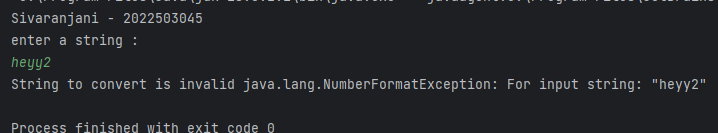 Sivaranjani - 2022503045
enter a string :
heyy2
String to convert is invalid java.lang.NumberFormatException: For input string: "heyy2"
Process finished with exit code 0